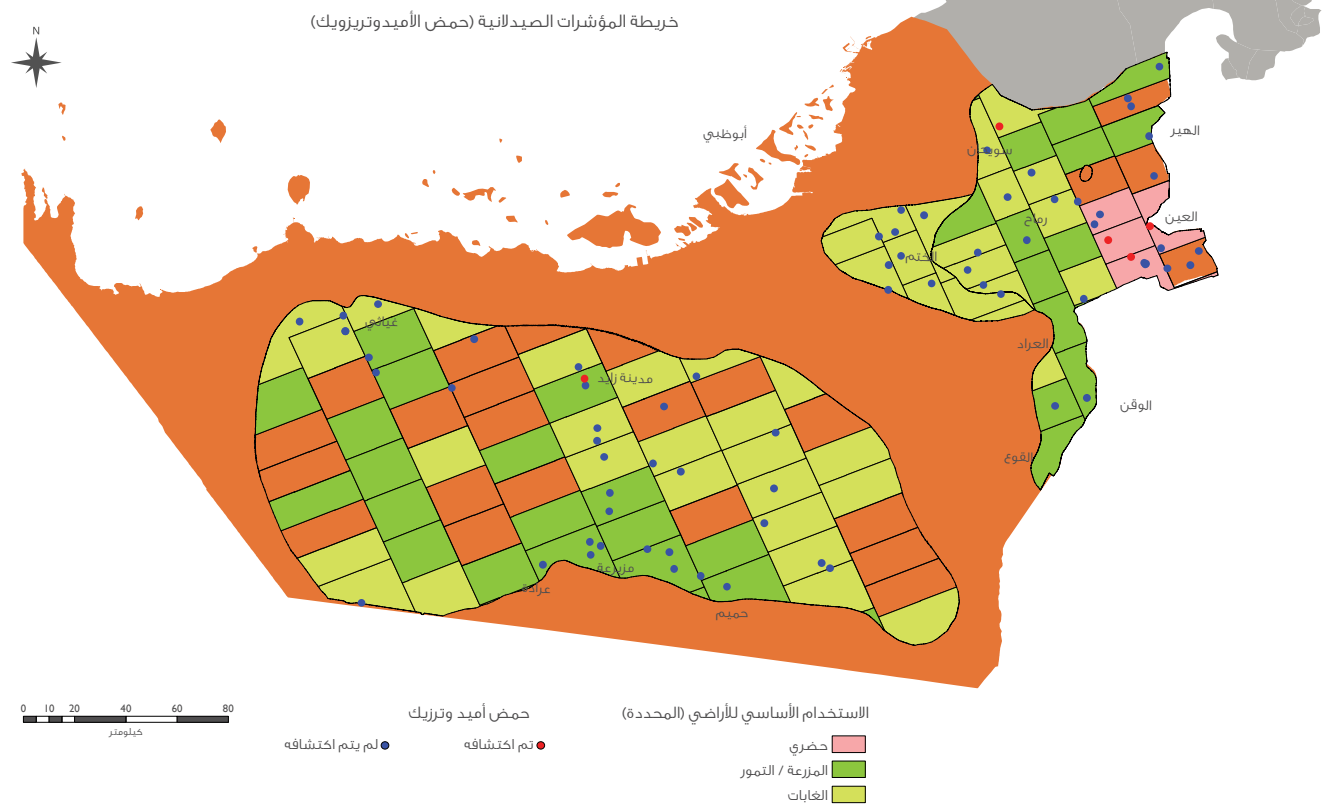 خريطة المؤشرات الصيدلانية (حمض الأميدوتريزويك)
N
أبوظبي
الهير
سويحان
العين
رماح
الختم
غياثي
العراد
مدينة زايد
الوقن
القوع
مزيرعة
عرادة
حميم
0 10 20 40 60 80
كيلومتر
حمض أميد وترزيك
تم اكتشافه
لم يتم اكتشافه
الاستخدام الأساسي للأراضي (المحددة)
حضري
المزرعة / التمور
الغابات